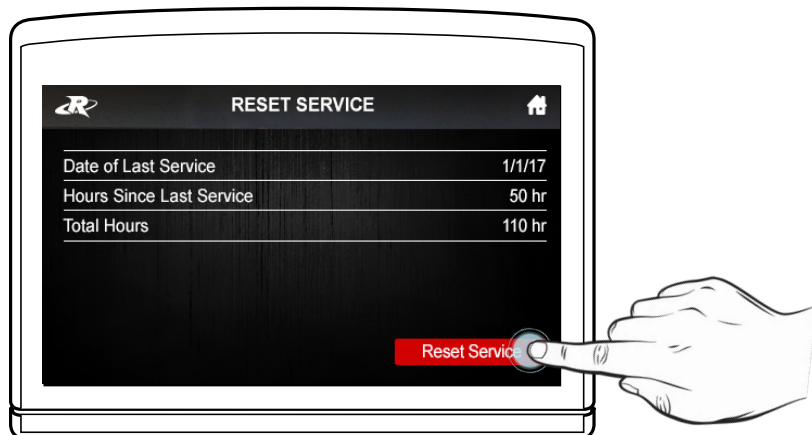 R
RESET SERVICE
Date of Last Service 1/1/17
Hours Since Last Service 50 hr
Total Hours 110 hr
Reset Service